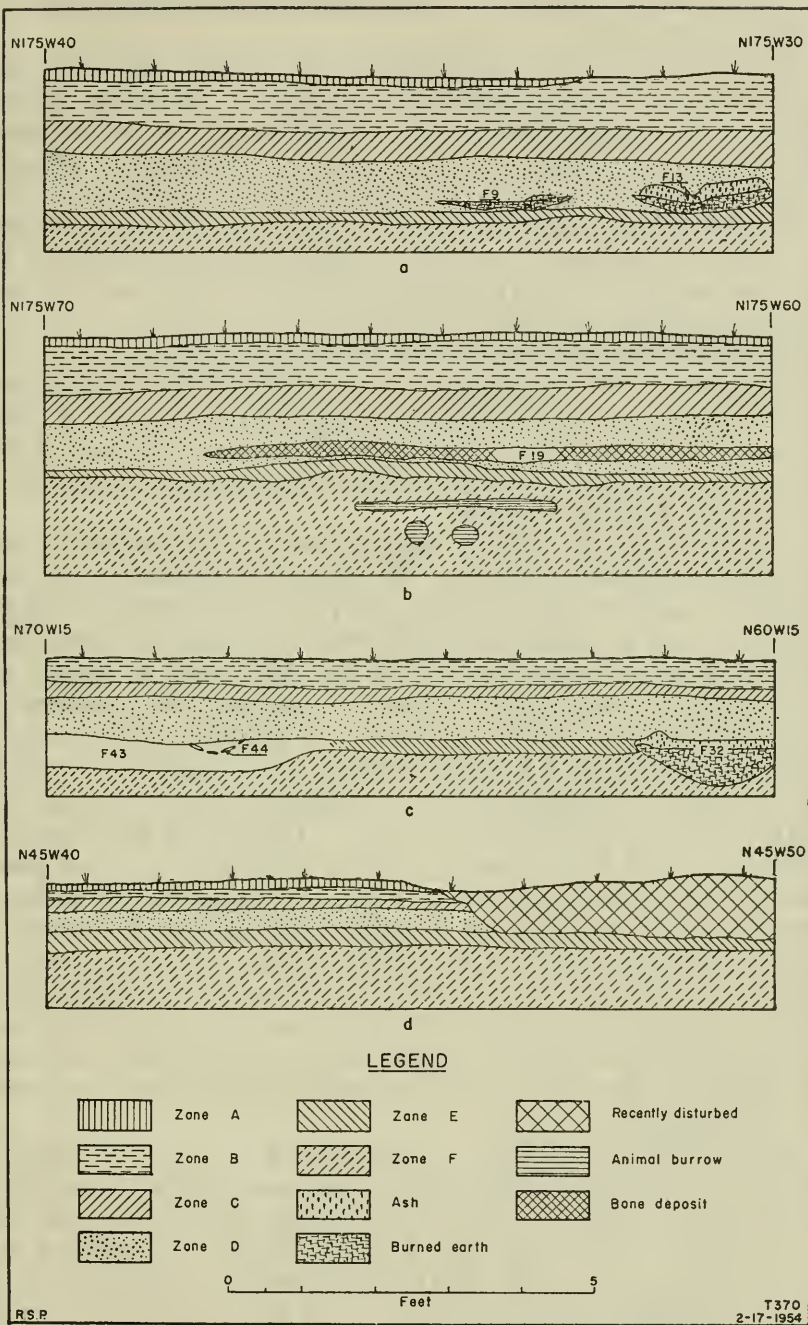 N175W40 N175W30
F9 F13
a
N175W70 N175W60
F 19
b
N70W15 N60W15
F43 F44 F32
c
N45W40 N45W50
d
LEGEND
Zone A Zone E Recently disturbed
Zone B Zone F Animal burrow
Zone C Ash Bone deposit
Zone D Burned earth
0 5
Feet
R.S.P. T370
2-17-1954